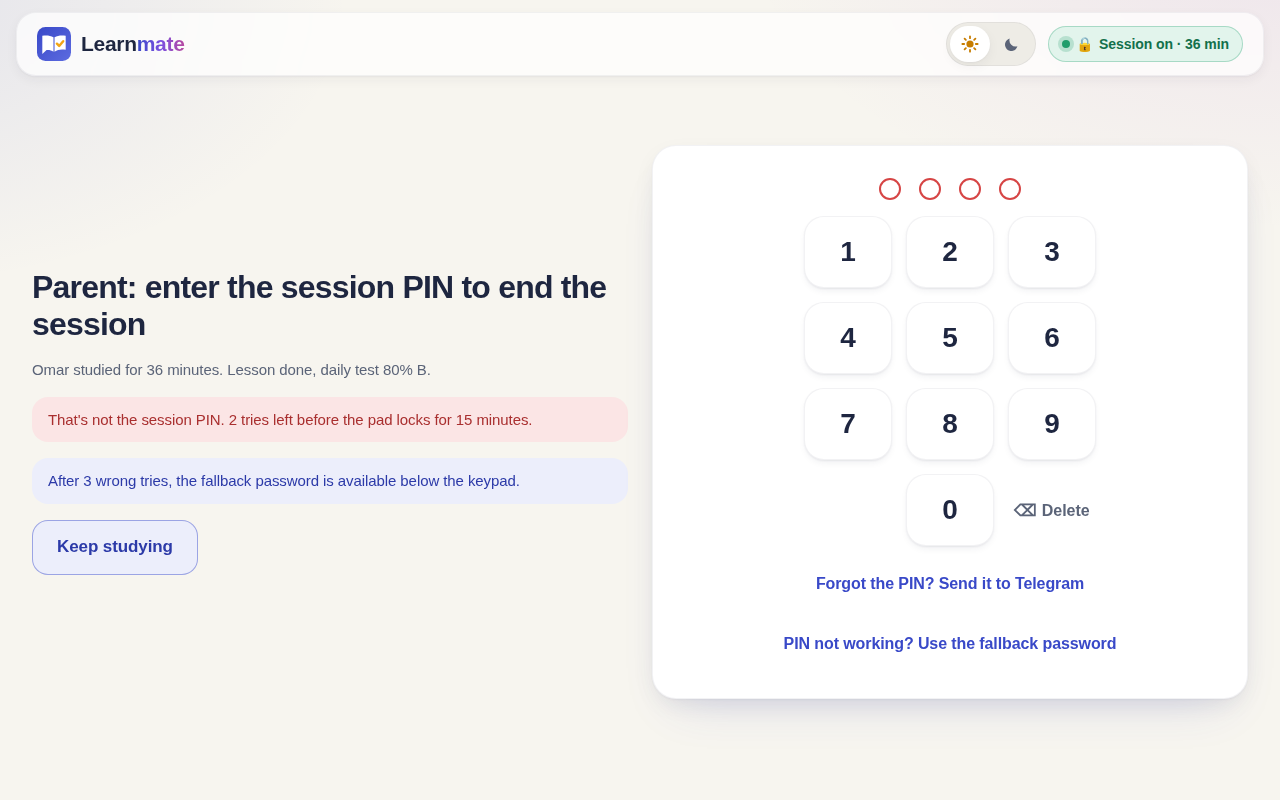 Learnmate
Session on · 36 min
Parent: enter the session PIN to end the
session
Omar studied for 36 minutes. Lesson done, daily test 80% B.
That's not the session PIN. 2 tries left before the pad locks for 15 minutes.
After 3 wrong tries, the fallback password is available below the keypad.
Keep studying
1 2 3
4 5 6
7 8 9
0 Delete
Forgot the PIN? Send it to Telegram
PIN not working? Use the fallback password